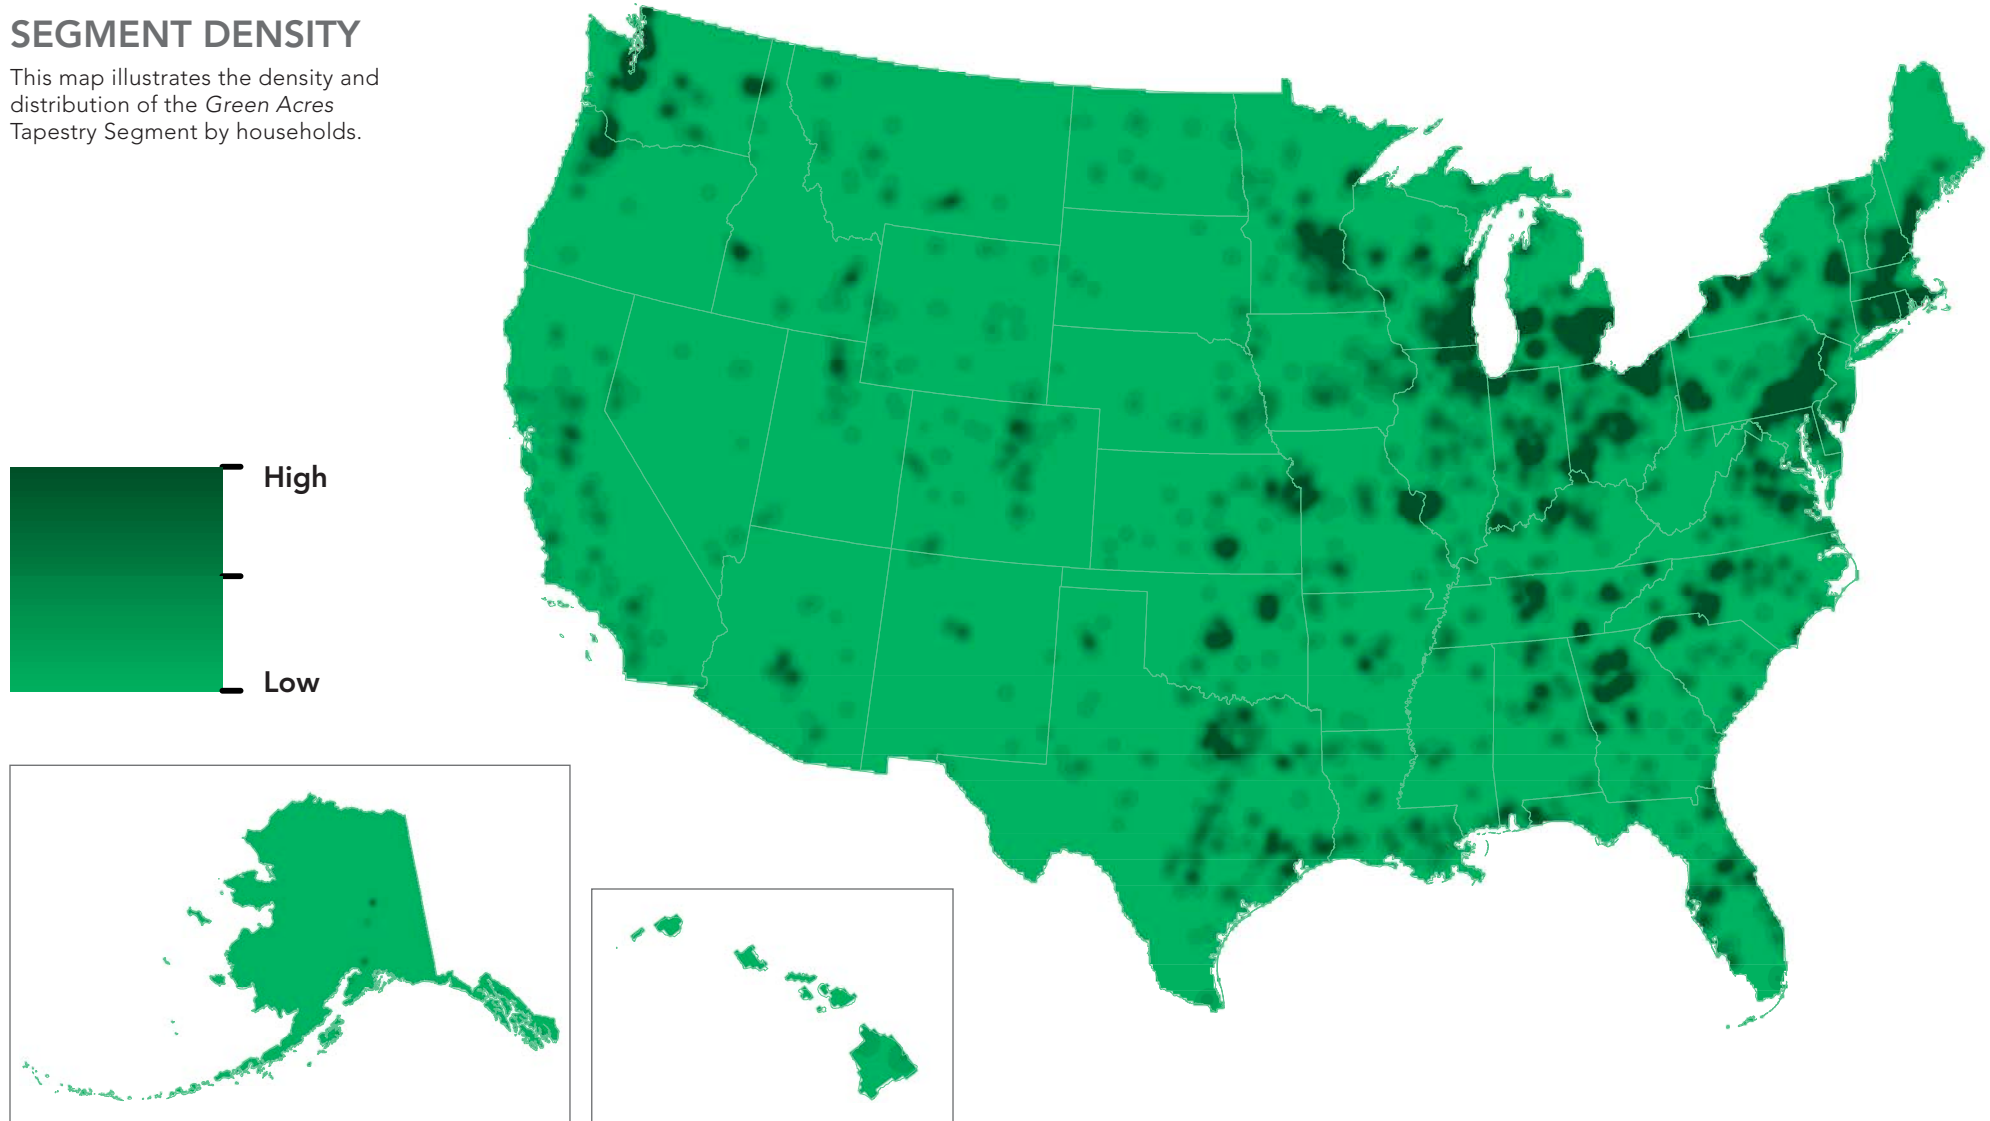 SEGMENT DENSITY
This map illustrates the density and
distribution of the Green Acres
Tapestry Segment by households.
High
Low